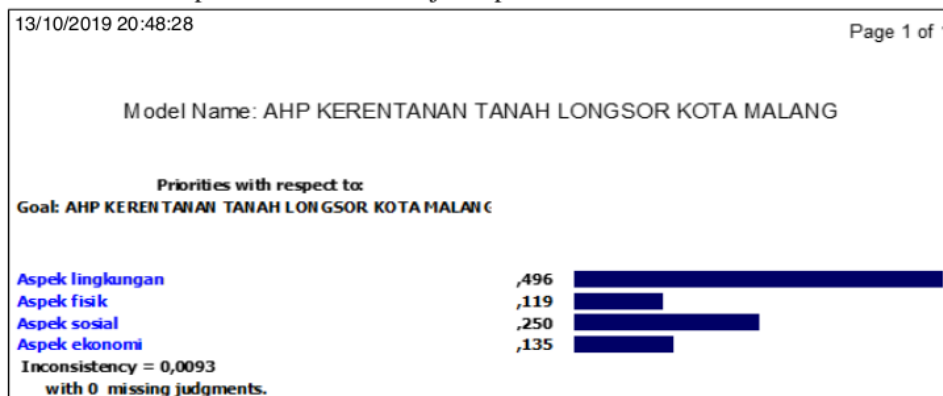 13/10/2019 20:48:28
Page 1 of
Model Name: AHP KERENTANAN TANAH LONGSOR KOTA MALANG
Priorities with respect to:
Goal: AHP KERENTANAN TANAH LONGSOR KOTA MALANG
Aspek lingkungan ,496
Aspek fisik ,119
Aspek sosial ,250
Aspek ekonomi ,135
Inconsistency = 0,0093
with 0 missing judgments.